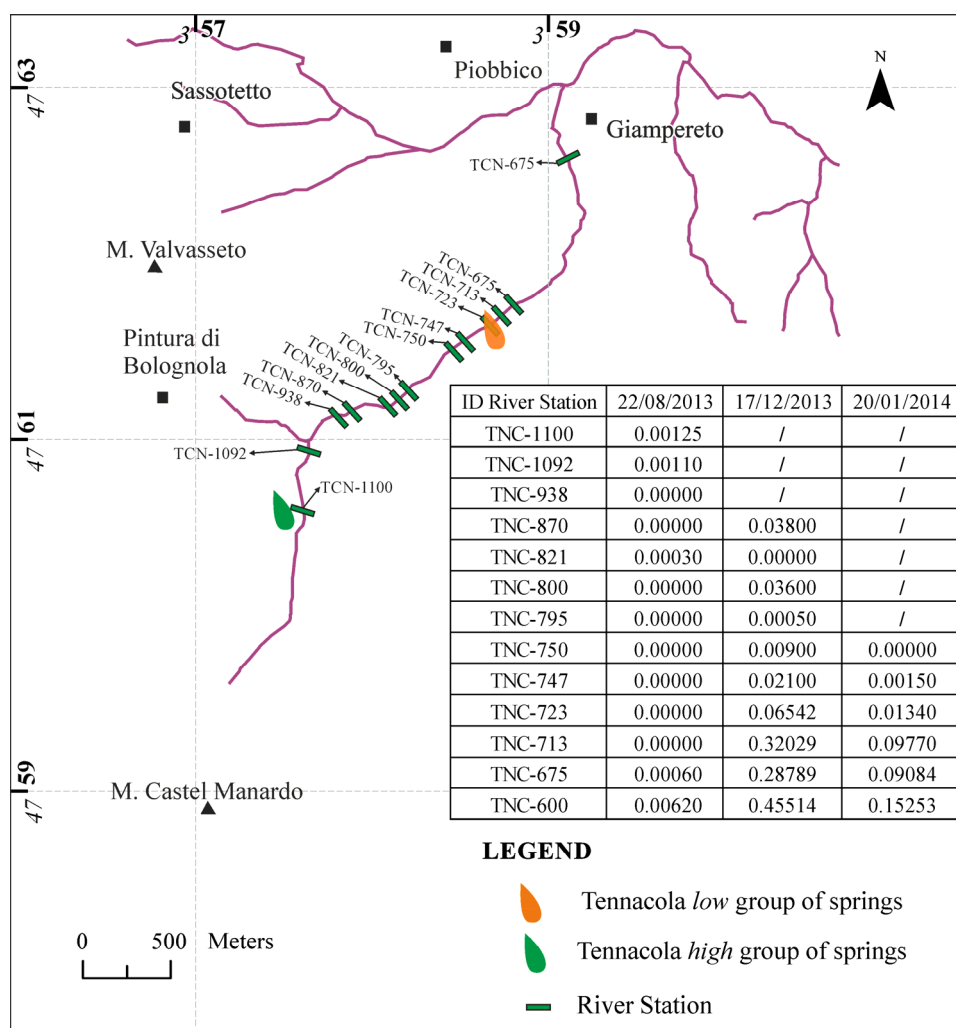 3 57
3 59
N
47 63
Piobbico
Sassotetto
Giampereto
TCN-675
M. Valvasseto
TCN-675
TCN-713
TCN-723
TCN-747
TCN-750
Pintura di
Bolognola
TCN-795
TCN-800
TCN-821
TCN-870
TCN-938
47 61
TCN-1092
TCN-1100
ID River Station 22/08/2013 17/12/2013 20/01/2014
TNC-1100 0.00125 / /
TNC-1092 0.00110 / /
TNC-938 0.00000 / /
TNC-870 0.00000 0.03800 /
TNC-821 0.00030 0.00000 /
TNC-800 0.00000 0.03600 /
TNC-795 0.00000 0.00050 /
TNC-750 0.00000 0.00900 0.00000
TNC-747 0.00000 0.02100 0.00150
TNC-723 0.00000 0.06542 0.01340
TNC-713 0.00000 0.32029 0.09770
TNC-675 0.00060 0.28789 0.09084
TNC-600 0.00620 0.45514 0.15253
47 59
M. Castel Manardo
LEGEND
Tennacola low group of springs
Tennacola high group of springs
River Station
0 500 Meters